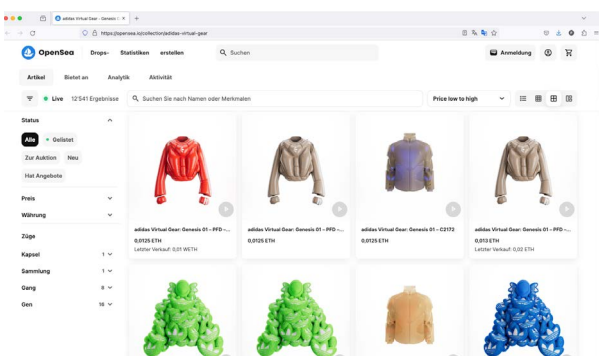 adidas Virtual Gear - Genesis 1
https://opensea.io/collection/adidas-virtual-gear
OpenSea Drops- Statistiken erstellen Suchen Anmeldung
Artikel Bietet an Analytik Aktivität
Live 12'541 Ergebnisse Suchen Sie nach Namen oder Merkmalen Price low to high
Status
Alle Gelistet
Zur Auktion Neu
Hat Angebote
Preis
Währung
Züge
Kapsel 1
Sammlung 1
Gang 8
Gen 16
adidas Virtual Gear: Genesis 01 – PFD -...
0,0125 ETH
Letzter Verkauf: 0,01 WETH
adidas Virtual Gear: Genesis 01 – PFD -...
0,0125 ETH
adidas Virtual Gear: Genesis 01 – C2172
0,0125 ETH
adidas Virtual Gear: Genesis 01 – PFD -...
0,013 ETH
Letzter Verkauf: 0,02 ETH